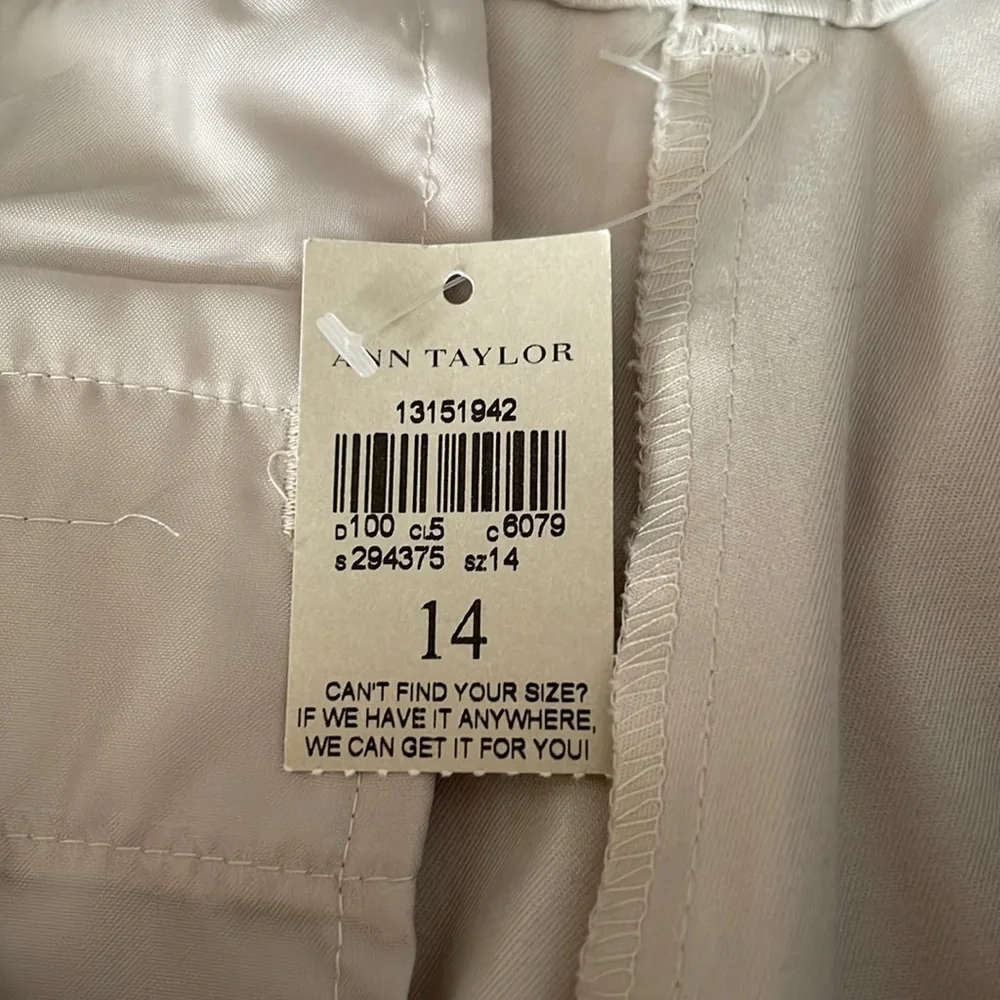 ANN TAYLOR
13151942
D100 CL5 C6079
S294375 SZ14
14
CAN'T FIND YOUR SIZE?
IF WE HAVE IT ANYWHERE,
WE CAN GET IT FOR YOU!